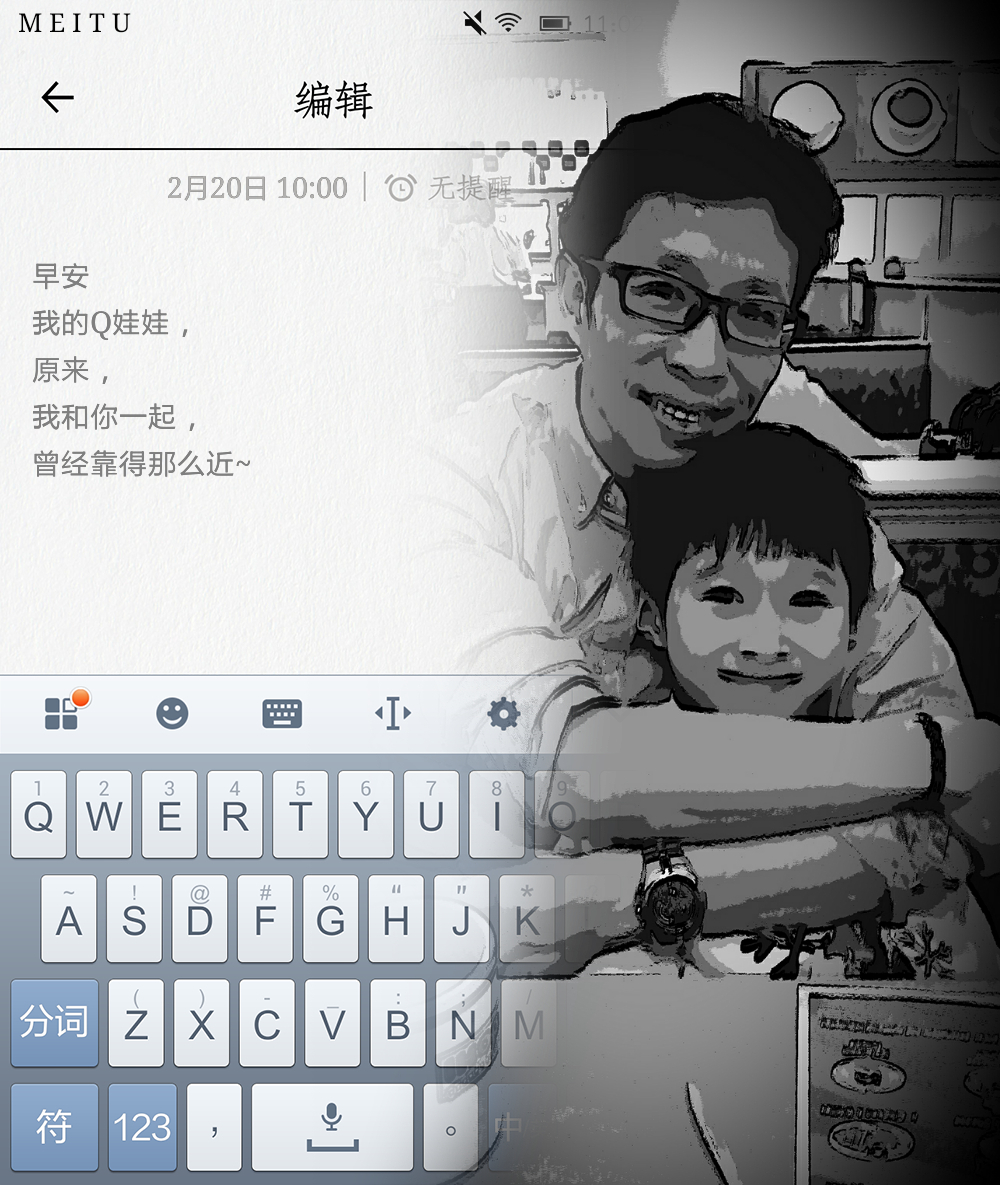 MEITU
编辑
2月20日 10:00 | 无提醒
早安
我的Q娃娃，
原来，
我和你一起，
曾经靠得那么近~
1 2 3 4 5 6 7 8 9
Q W E R T Y U I O
~ ! @ # % “ " *
A S D F G H J K
( ) - _ : ; /
分词 Z X C V B N M
符 123 ， 。 中